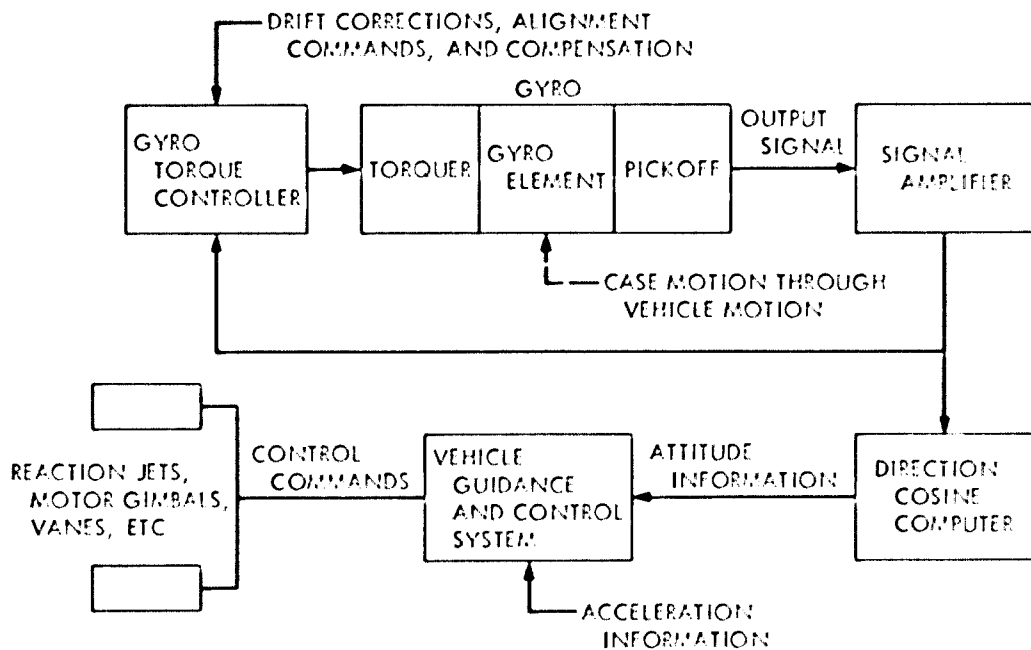 DRIFT CORRECTIONS, ALIGNMENT
COMMANDS, AND COMPENSATION
GYRO
GYRO
TORQUE
CONTROLLER
TORQUER
GYRO
ELEMENT
PICKOFF
OUTPUT
SIGNAL
SIGNAL
AMPLIFIER
CASE MOTION THROUGH
VEHICLE MOTION
REACTION JETS,
MOTOR GIMBALS,
VANES, ETC
CONTROL
COMMANDS
VEHICLE
GUIDANCE
AND CONTROL
SYSTEM
ATTITUDE
INFORMATION
DIRECTION
COSINE
COMPUTER
ACCELERATION
INFORMATION